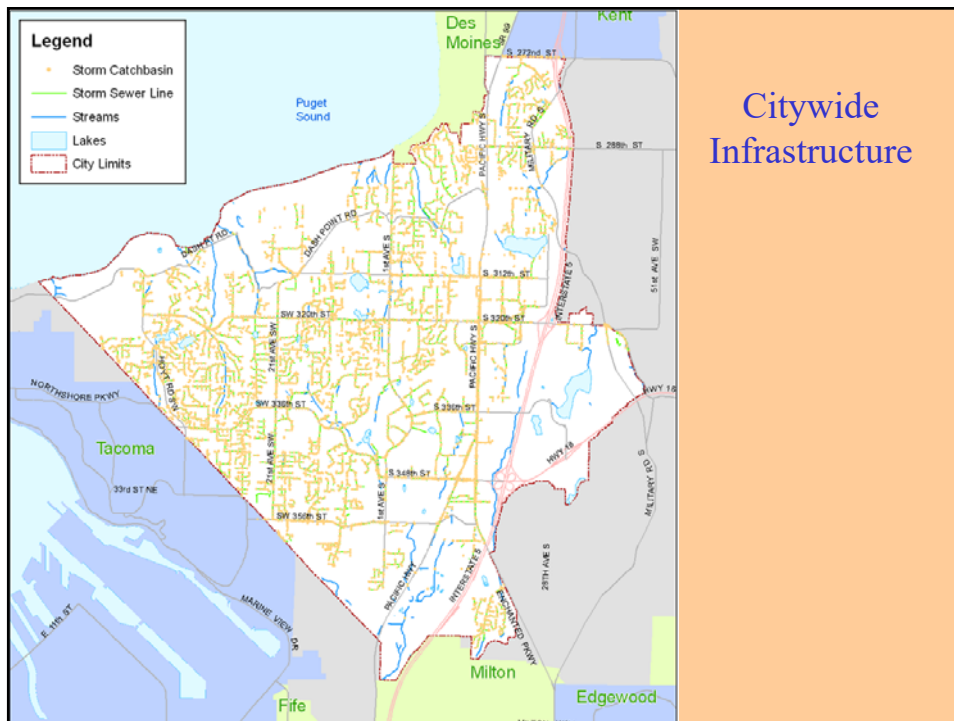 Kent
Des
Moines
SR 99
S 272nd ST
Legend
Storm Catchbasin
Storm Sewer Line
Streams
Lakes
City Limits
Puget
Sound
Citywide
Infrastructure
PACIFIC HWY S
MILITARY RD S
S 288th ST
DASH POINT RD
1st AVE S
51st AVE SW
S 312th ST
INTERSTATE 5
SW 320th ST
S 320th ST
21st AVE SW
PACIFIC HWY S
HOYT RD SW
NORTHSHORE PKWY
HWY 18
SW 336th ST
S 336th ST
Tacoma
HWY 18
21st AVE SW
S 348th ST
1st AVE S
MILITARY RD S
33rd ST NE
SW 356th ST
28TH AVE S
PACIFIC HWY
INTERSTATE 5
ENCHANTED PKWY
MARINE VIEW DR
E 11th ST
Milton
Fife
Edgewood